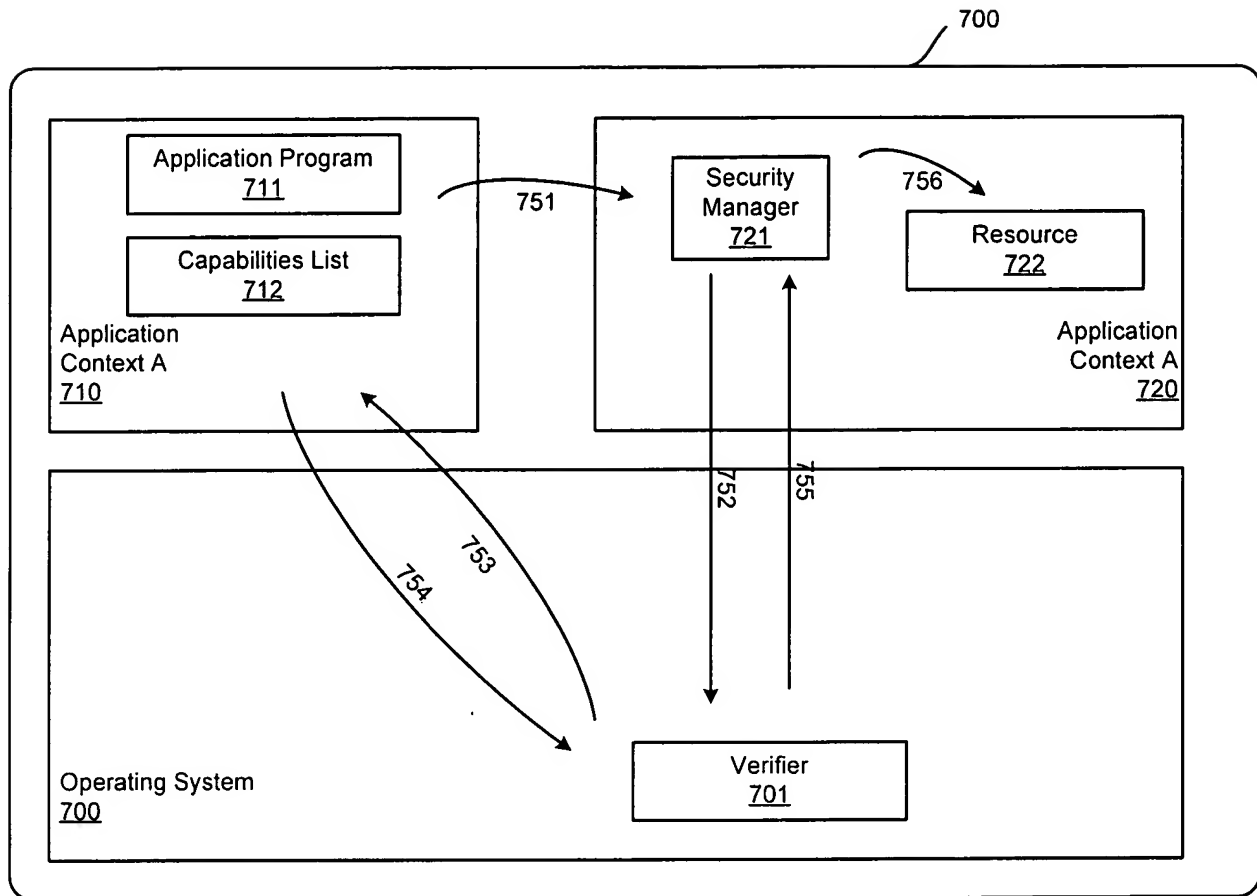 700
Application Program
711
Capabilities List
712
Application
Context A
710
751
Security
Manager
721
756
Resource
722
Application
Context A
720
752
755
753
754
Verifier
701
Operating System
700